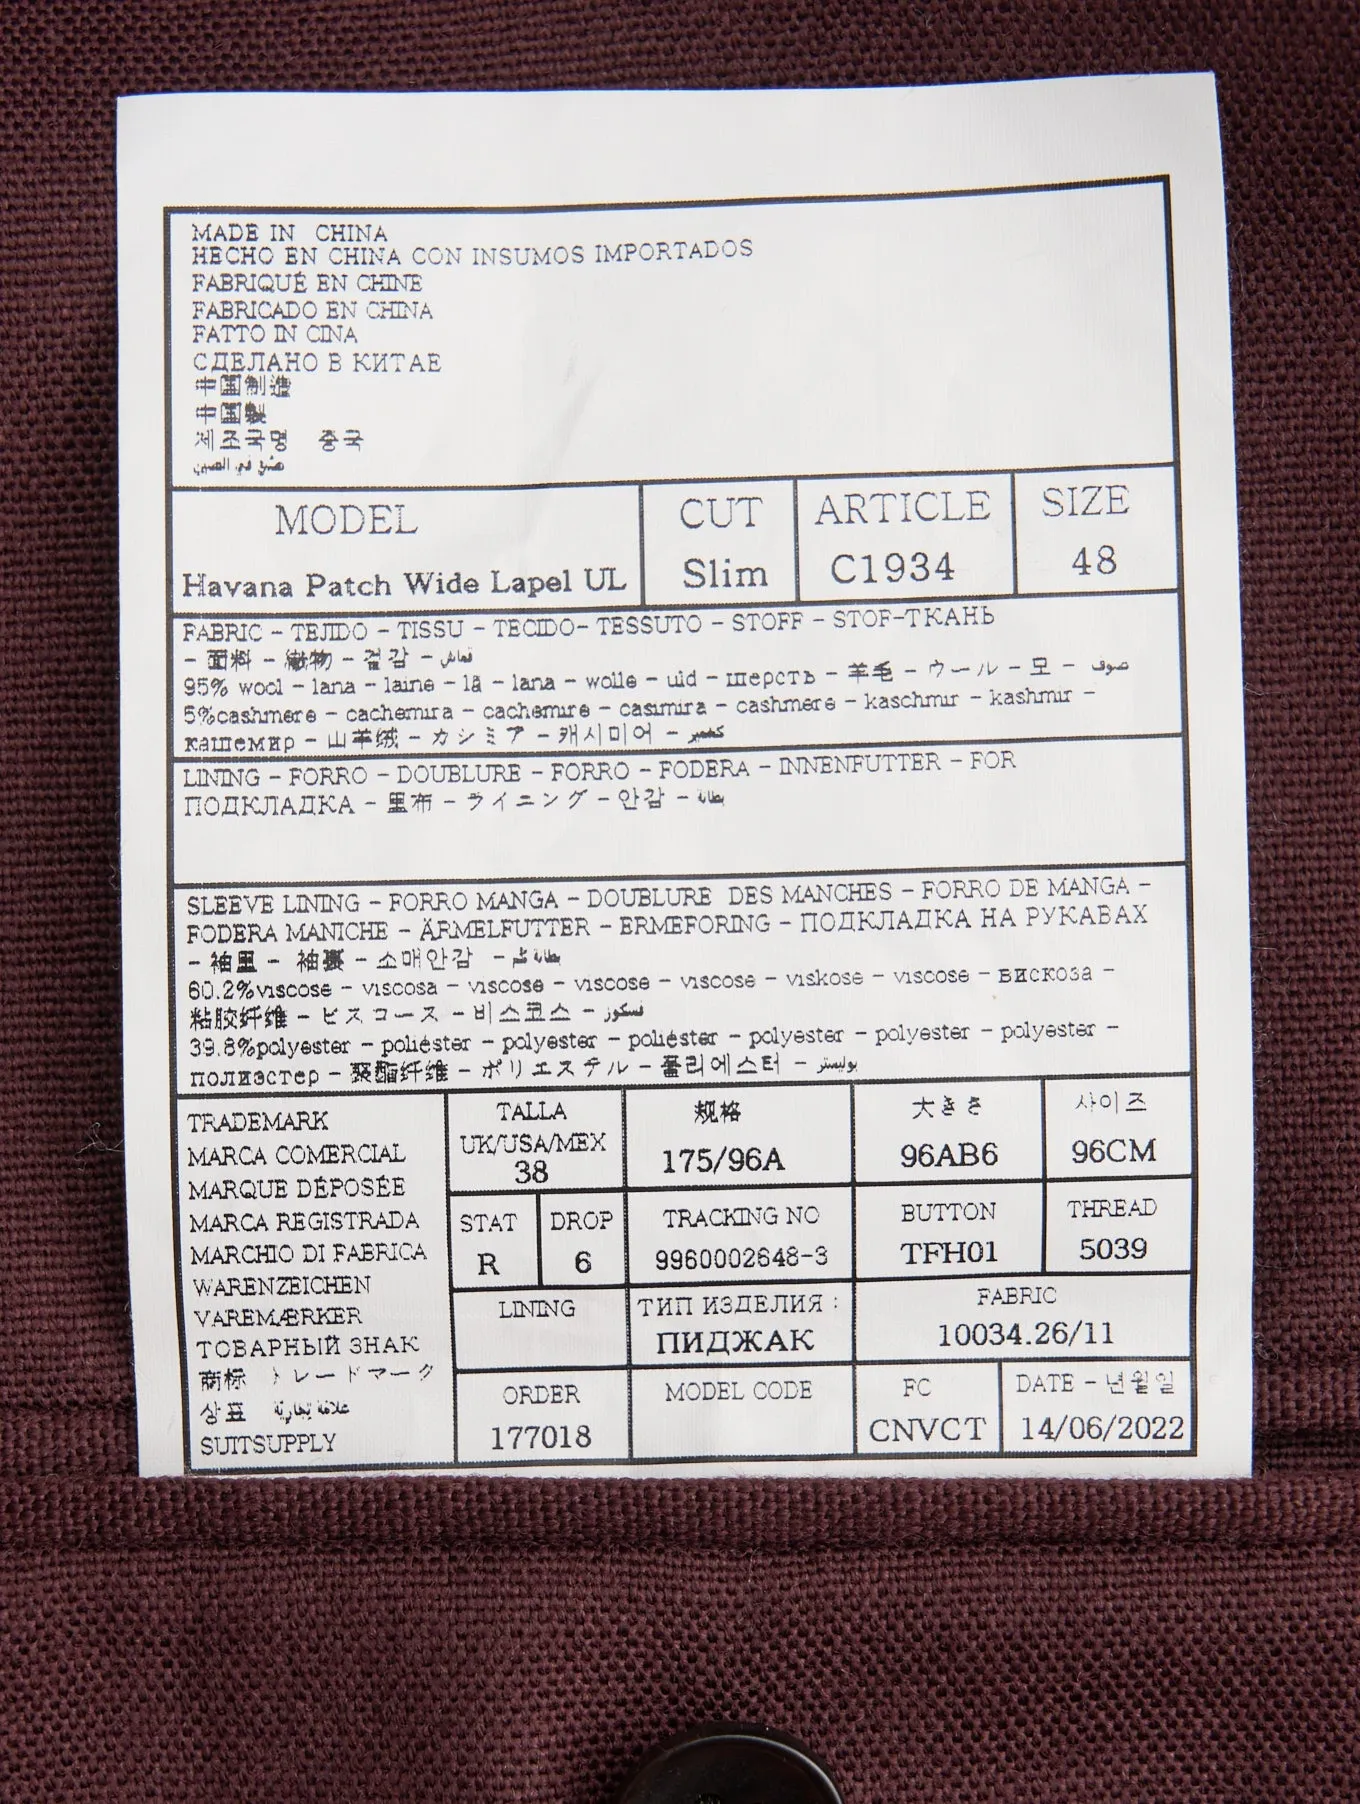 MADE IN CHINA
HECHO EN CHINA CON INSUMOS IMPORTADOS
FABRIQUÉ EN CHINE
FABRICADO EN CHINA
FATTO IN CINA
СДЕЛАНО В КИТАЕ
中国制造
中国製
제조국명 중국
MODEL
Havana Patch Wide Lapel UL
CUT
Slim
ARTICLE
C1934
SIZE
48
FABRIC - TEJIDO - TISSU - TECIDO- TESSUTO - STOFF - STOF-ТКАНЬ
- 面料 - 織物 - 겉감 - قماش
95% wool - lana - laine - lã - lana - wolle - uld - шерсть - 羊毛 - ウール - 모 - صوف
5%cashmere - cachemira - cachemire - casimira - cashmere - kaschmir - kashmir -
кашемир - 山羊绒 - カシミア - 캐시미어 - كشمير
LINING - FORRO - DOUBLURE - FORRO - FODERA - INNENFUTTER - FOR
ПОДКЛАДКА - 里布 - ライニング - 안감 - بطانة
SLEEVE LINING - FORRO MANGA - DOUBLURE DES MANCHES - FORRO DE MANGA -
FODERA MANICHE - ÄRMELFUTTER - ERMEFORING - ПОДКЛАДКА НА РУКАВАХ
- 袖里 - 袖裏 - 소매안감 - بطانة كم
60.2%viscose - viscosa - viscose - viscose - viscose - viskose - viscose - вискоза -
粘胶纤维 - ビスコース - 비스코스 - فسكوز
39.8%polyester - poliéster - polyester - poliéster - polyester - polyester - polyester -
полиэстер - 聚酯纤维 - ポリエステル - 폴리에스터 - بوليستر
TRADEMARK
MARCA COMERCIAL
MARQUE DÉPOSÉE
MARCA REGISTRADA
MARCHIO DI FABRICA
WARENZEICHEN
VAREMÆRKER
ТОВАРНЫЙ ЗНАК
商标 トレードマーク
상표
SUITSUPPLY
TALLA
UK/USA/MEX
38
规格
175/96A
大きさ
96AB6
사이즈
96CM
STAT
R
DROP
6
TRACKING NO
9960002648-3
BUTTON
TFH01
THREAD
5039
LINING
ТИП ИЗДЕЛИЯ :
ПИДЖАК
FABRIC
10034.26/11
ORDER
177018
MODEL CODE
FC
CNVCT
DATE - 년월일
14/06/2022